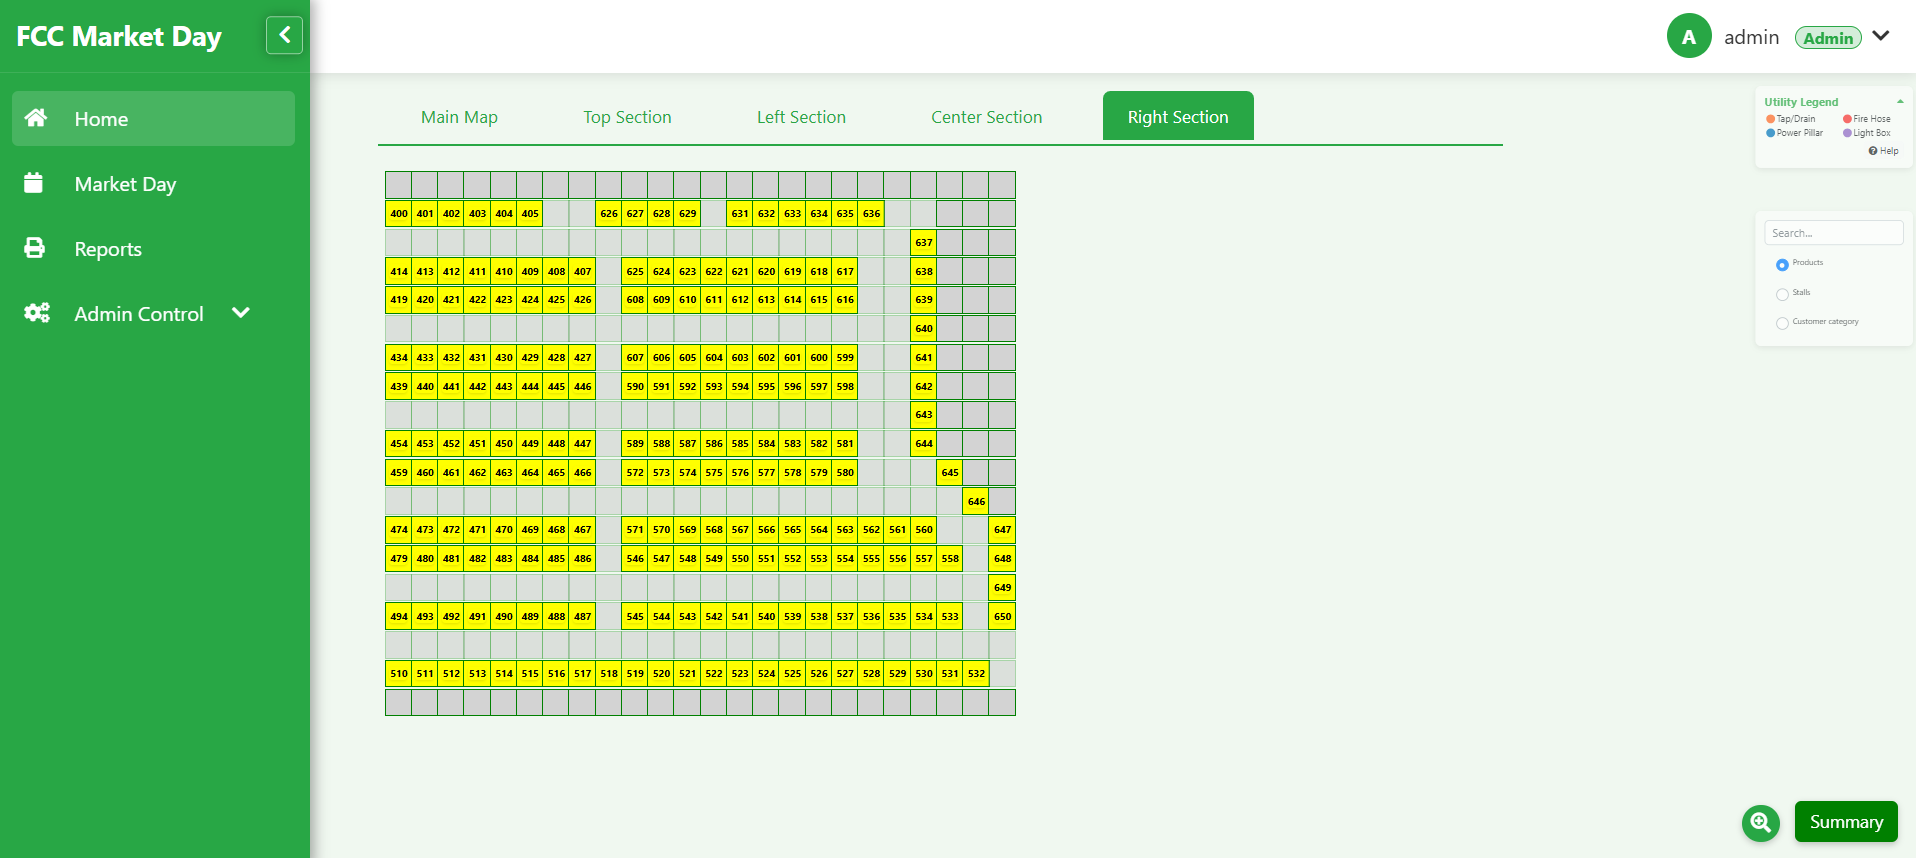 FCC Market Day
A admin Admin
Home
Market Day
Reports
Admin Control
Main Map Top Section Left Section Center Section Right Section
400 401 402 403 404 405 626 627 628 629 631 632 633 634 635 636
637
414 413 412 411 410 409 408 407 625 624 623 622 621 620 619 618 617 638
419 420 421 422 423 424 425 426 608 609 610 611 612 613 614 615 616 639
640
434 433 432 431 430 429 428 427 607 606 605 604 603 602 601 600 599 641
439 440 441 442 443 444 445 446 590 591 592 593 594 595 596 597 598 642
643
454 453 452 451 450 449 448 447 589 588 587 586 585 584 583 582 581 644
459 460 461 462 463 464 465 466 572 573 574 575 576 577 578 579 580 645
646
474 473 472 471 470 469 468 467 571 570 569 568 567 566 565 564 563 562 561 560 647
479 480 481 482 483 484 485 486 546 547 548 549 550 551 552 553 554 555 556 557 558 648
649
494 493 492 491 490 489 488 487 545 544 543 542 541 540 539 538 537 536 535 534 533 650
510 511 512 513 514 515 516 517 518 519 520 521 522 523 524 525 526 527 528 529 530 531 532
Utility Legend
Tap/Drain Fire Hose
Power Pillar Light Box
Help
Search...
Products
Stalls
Customer category
Summary